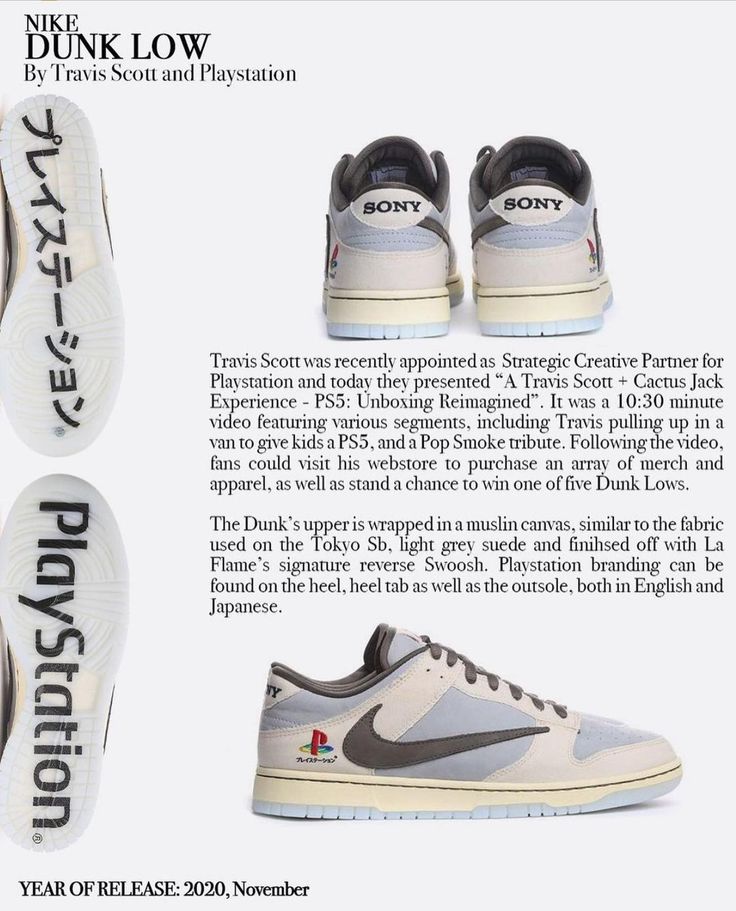 NIKE
DUNK LOW
By Travis Scott and Playstation
プレイステーション
®
SONY
SONY
Travis Scott was recently appointed as Strategic Creative Partner for
Playstation and today they presented “A Travis Scott + Cactus Jack
Experience - PS5: Unboxing Reimagined”. It was a 10:30 minute
video featuring various segments, including Travis pulling up in a
van to give kids a PS5, and a Pop Smoke tribute. Following the video,
fans could visit his webstore to purchase an array of merch and
apparel, as well as stand a chance to win one of five Dunk Lows.
The Dunk’s upper is wrapped in a muslin canvas, similar to the fabric
used on the Tokyo Sb, light grey suede and finihsed off with La
Flame’s signature reverse Swoosh. Playstation branding can be
found on the heel, heel tab as well as the outsole, both in English and
Japanese.
PlayStation
®
NY
プレイステーション
YEAR OF RELEASE: 2020, November